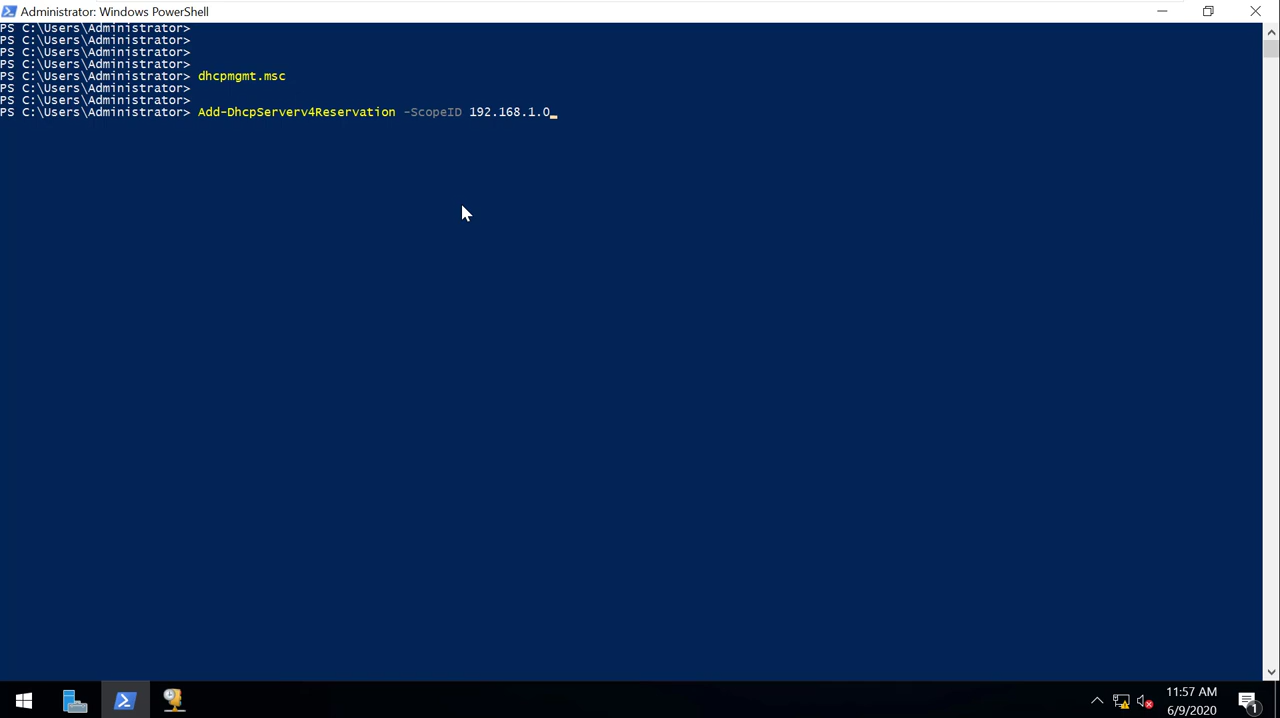 Administrator: Windows PowerShell
PS C:\Users\Administrator>
PS C:\Users\Administrator>
PS C:\Users\Administrator>
PS C:\Users\Administrator>
PS C:\Users\Administrator> dhcpmgmt.msc
PS C:\Users\Administrator>
PS C:\Users\Administrator>
PS C:\Users\Administrator> Add-DhcpServerv4Reservation -ScopeID 192.168.1.0_
11:57 AM
6/9/2020
1